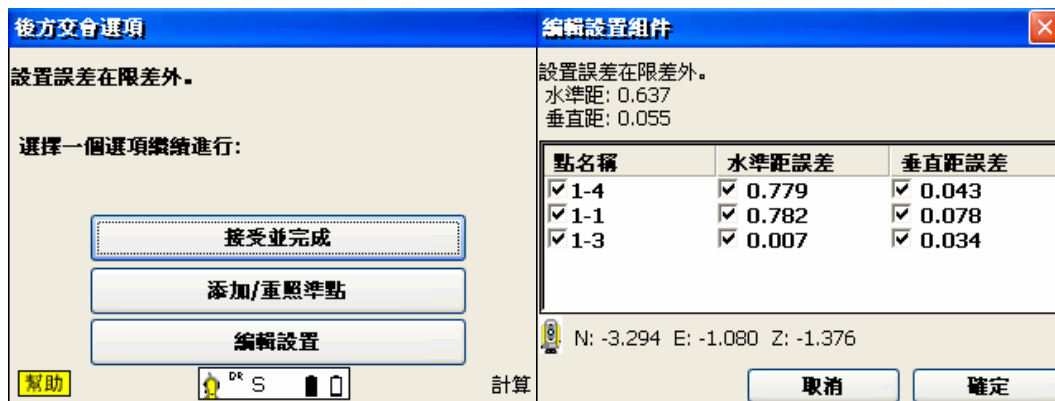 後方交會選項
設置誤差在限差外。
選擇一個選項繼續進行:
接受並完成
添加/重照準點
編輯設置
幫助
DR S
計算
編輯設置組件
設置誤差在限差外。
水準距: 0.637
垂直距: 0.055
點名稱 水準距誤差 垂直距誤差
1-4 0.779 0.043
1-1 0.782 0.078
1-3 0.007 0.034
N: -3.294 E: -1.080 Z: -1.376
取消 確定